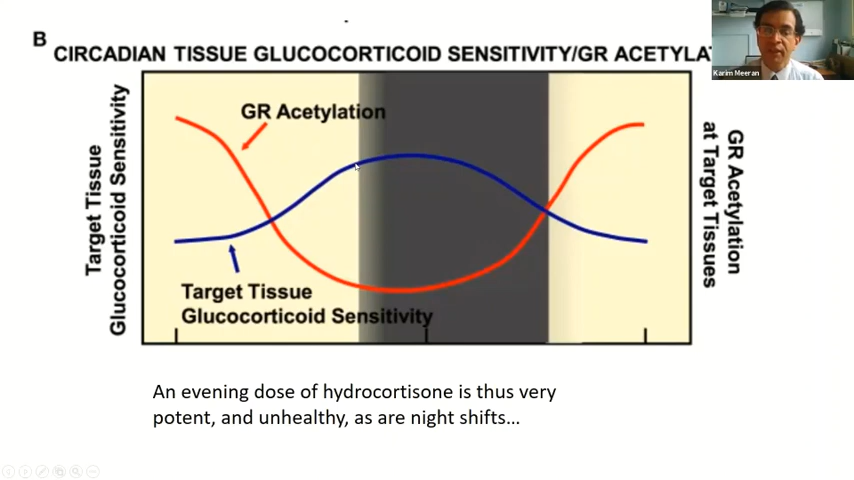 B
CIRCADIAN TISSUE GLUCOCORTICOID SENSITIVITY/GR ACETYLA
Karim Meeran
GR Acetylation
Target Tissue
Glucocorticoid Sensitivity
GR Acetylation
at Target Tissues
Target Tissue
Glucocorticoid Sensitivity
An evening dose of hydrocortisone is thus very
potent, and unhealthy, as are night shifts...